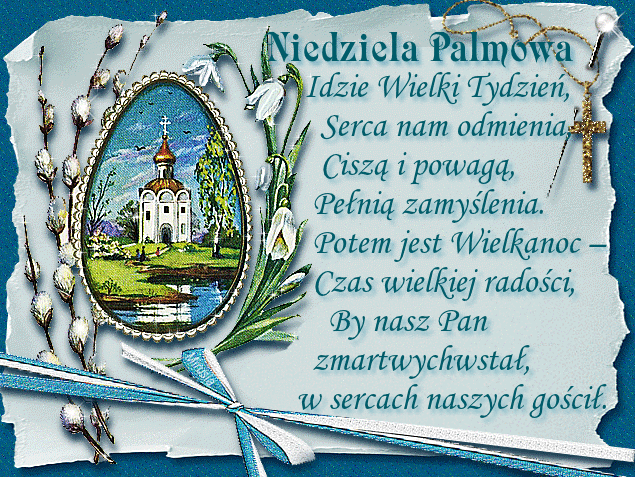 Niedziela Palmowa
Idzie Wielki Tydzień,
Serca nam odmienia
Ciszą i powagą,
Pełnią zamyślenia.
Potem jest Wielkanoc –
Czas wielkiej radości,
By nasz Pan
zmartwychwstał,
w sercach naszych gościł.